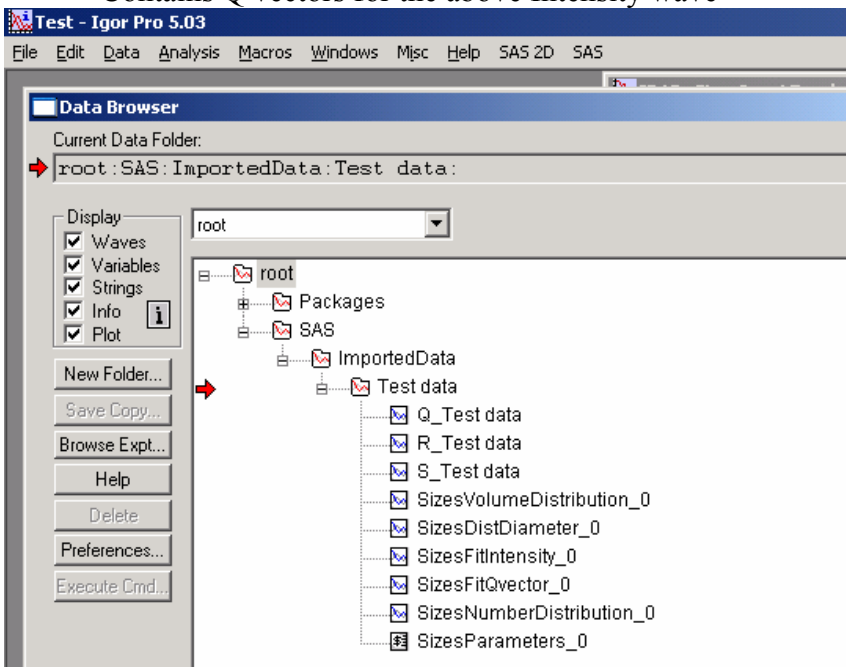 Contains Q vectors for the above intensity wave
Test - Igor Pro 5.03
File Edit Data Analysis Macros Windows Misc Help SAS 2D SAS
Data Browser
Current Data Folder:
root:SAS:ImportedData:Test data:
Display
Waves
Variables
Strings
Info
i
Plot
root
New Folder...
Save Copy...
Browse Expt...
Help
Delete
Preferences...
Execute Cmd...
root
Packages
SAS
ImportedData
Test data
Q_Test data
R_Test data
S_Test data
SizesVolumeDistribution_0
SizesDistDiameter_0
SizesFitIntensity_0
SizesFitQvector_0
SizesNumberDistribution_0
SizesParameters_0